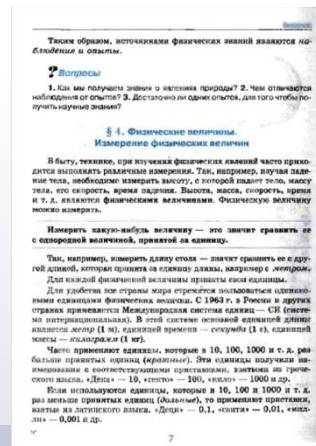 Введение
Таким образом, источниками физических знаний являются на-
блюдения и опыты.
? Вопросы
1. Как мы получаем знания о явлениях природы? 2. Чем отличаются
наблюдения от опытов? 3. Достаточно ли одних опытов, для того чтобы по-
лучить научные знания?
§ 4. Физические величины.
Измерение физических величин
В быту, технике, при изучении физических явлений часто прихо-
дится выполнять различные измерения. Так, например, изучая паде-
ние тела, необходимо измерить высоту, с которой падает тело, массу
тела, его скорость, время падения. Высота, масса, скорость, время
и т. д. являются физическими величинами. Физическую величину
можно измерить.
Измерить какую-нибудь величину — это значит сравнить ее
с однородной величиной, принятой за единицу.
Так, например, измерить длину стола — значит сравнить ее с дру-
гой длиной, которая принята за единицу длины, например с метром.
Для каждой физической величины приняты свои единицы.
Для удобства все страны мира стремятся пользоваться одинако-
выми единицами физических величин. С 1963 г. в России и других
странах применяется Международная система единиц — СИ (систе-
ма интернациональная). В этой системе основной единицей длины
является метр (1 м), единицей времени — секунда (1 с), единицей
массы — килограмм (1 кг).
Часто применяют единицы, которые в 10, 100, 1000 и т. д. раз
больше принятых единиц (кратные). Эти единицы получили на-
именования с соответствующими приставками, взятыми из грече-
ского языка. «Дека» — 10, «гекто» — 100, «кило» — 1000 и др.
Если используются единицы, которые в 10, 100 и 1000 и т. д.
раз меньше принятых единиц (дольные), то применяют приставки,
взятые из латинского языка. «Деци» — 0,1, «санти» — 0,01, «мил-
ли» — 0,001 и др.
7